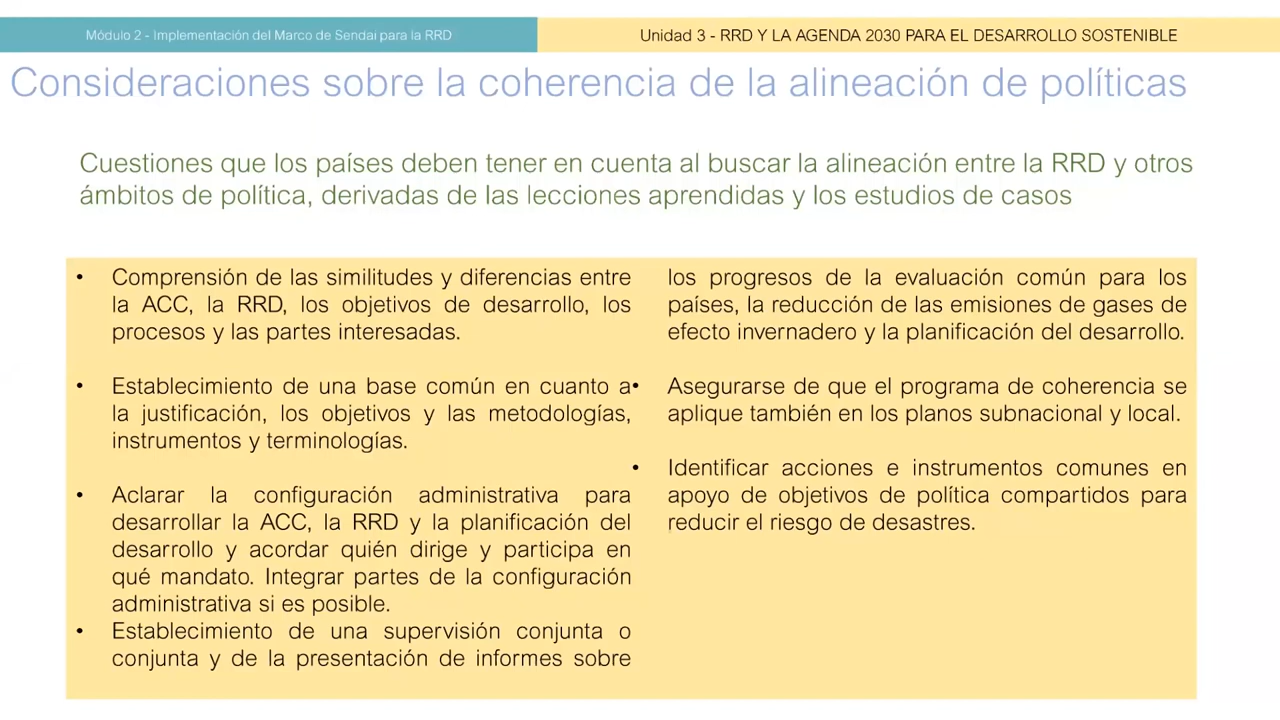 Módulo 2 - Implementación del Marco de Sendai para la RRD
Unidad 3 - RRD Y LA AGENDA 2030 PARA EL DESARROLLO SOSTENIBLE
Consideraciones sobre la coherencia de la alineación de políticas
Cuestiones que los países deben tener en cuenta al buscar la alineación entre la RRD y otros
ámbitos de política, derivadas de las lecciones aprendidas y los estudios de casos
• Comprensión de las similitudes y diferencias entre
la ACC, la RRD, los objetivos de desarrollo, los
procesos y las partes interesadas.
• Establecimiento de una base común en cuanto a
la justificación, los objetivos y las metodologías,
instrumentos y terminologías.
• Aclarar la configuración administrativa para
desarrollar la ACC, la RRD y la planificación del
desarrollo y acordar quién dirige y participa en
qué mandato. Integrar partes de la configuración
administrativa si es posible.
• Establecimiento de una supervisión conjunta o
conjunta y de la presentación de informes sobre
los progresos de la evaluación común para los
países, la reducción de las emisiones de gases de
efecto invernadero y la planificación del desarrollo.
• Asegurarse de que el programa de coherencia se
aplique también en los planos subnacional y local.
• Identificar acciones e instrumentos comunes en
apoyo de objetivos de política compartidos para
reducir el riesgo de desastres.